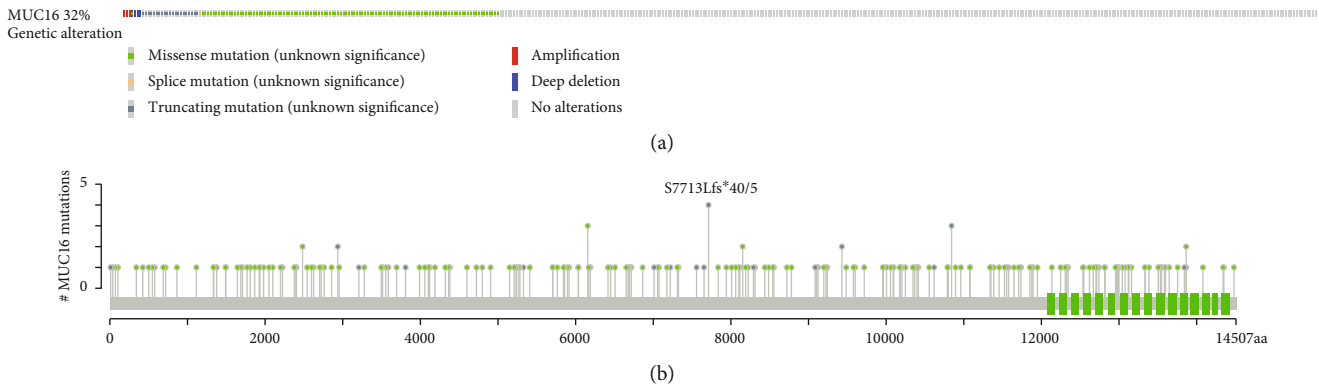 MUC16 32%
Genetic alteration
Missense mutation (unknown significance)
Amplification
Splice mutation (unknown significance)
Deep deletion
Truncating mutation (unknown significance)
No alterations
(a)
# MUC16 mutations
5
0
S7713Lfs*40/5
0 2000 4000 6000 8000 10000 12000 14507aa
(b)